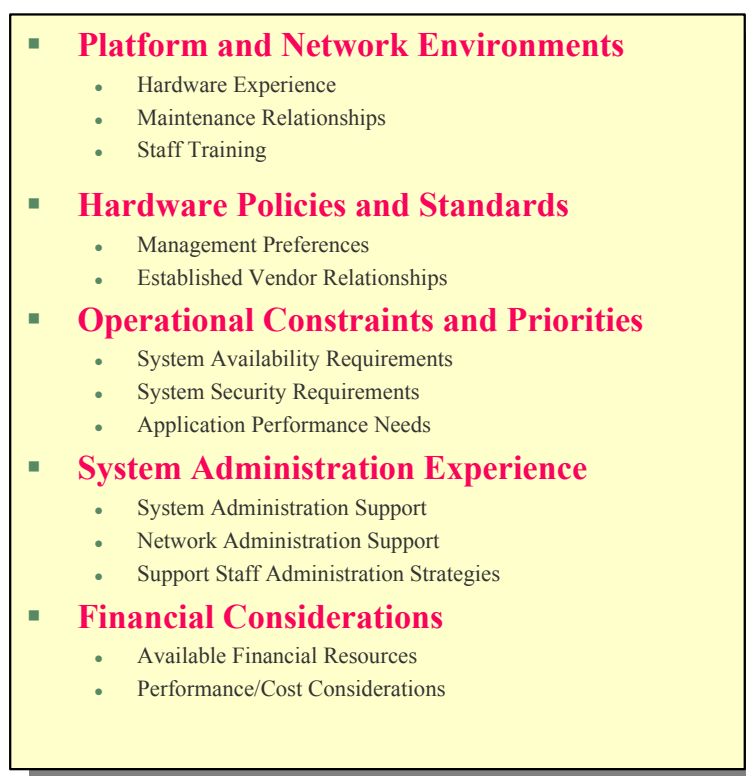 Platform and Network Environments
Hardware Experience
Maintenance Relationships
Staff Training
Hardware Policies and Standards
Management Preferences
Established Vendor Relationships
Operational Constraints and Priorities
System Availability Requirements
System Security Requirements
Application Performance Needs
System Administration Experience
System Administration Support
Network Administration Support
Support Staff Administration Strategies
Financial Considerations
Available Financial Resources
Performance/Cost Considerations